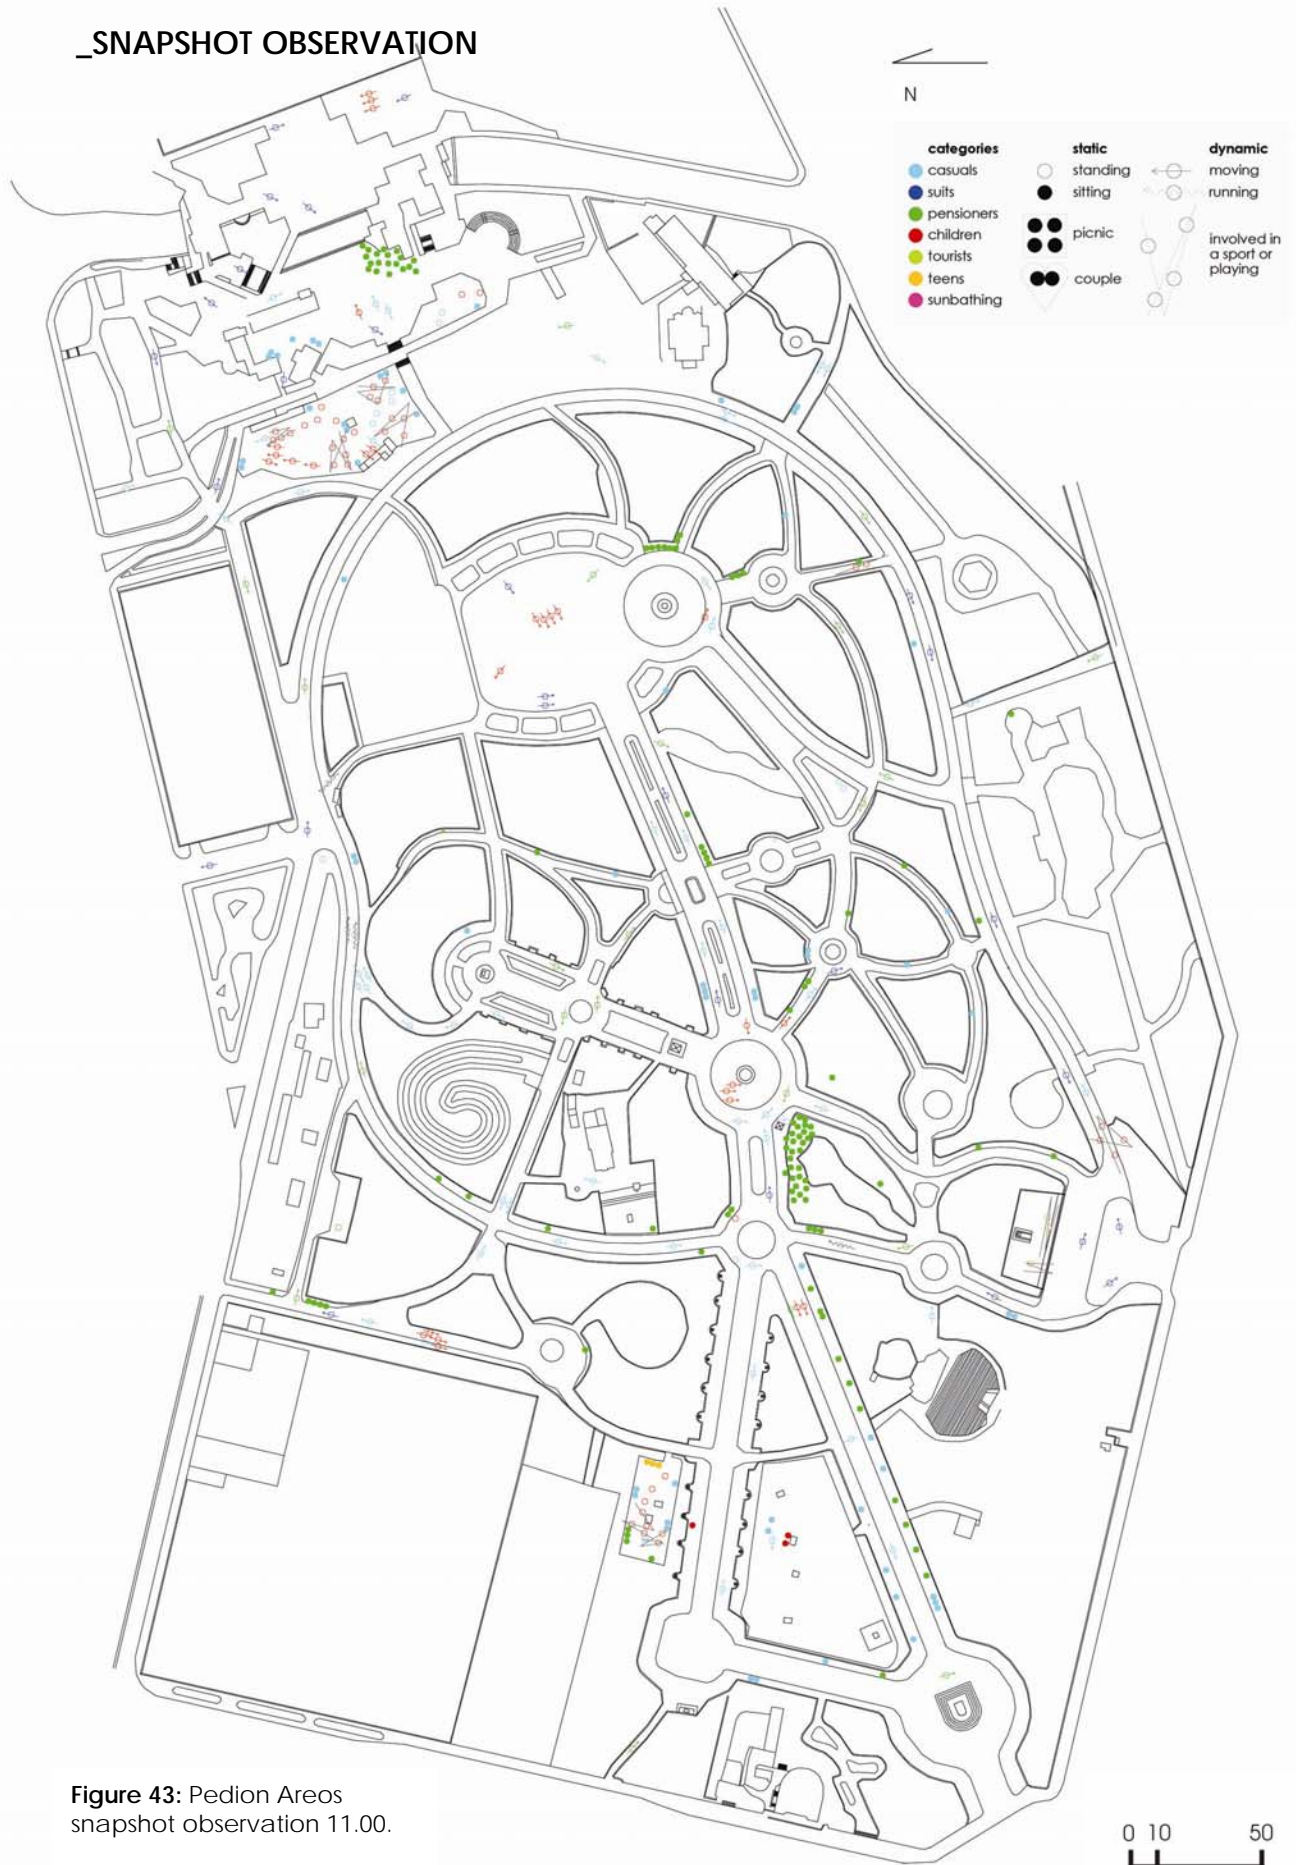 _SNAPSHOT OBSERVATION
N
categories
casuals
suits
pensioners
children
tourists
teens
sunbathing
static
standing
sitting
picnic
couple
dynamic
moving
running
involved in
a sport or
playing
Figure 43: Pedion Areos
snapshot observation 11.00.
0 10 50